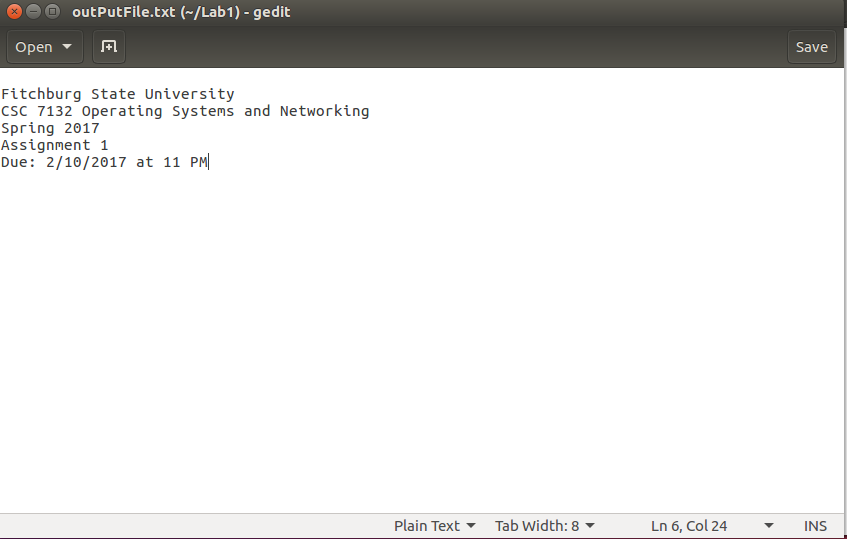 outPutFile.txt (~/Lab1) - gedit
Open
Save
Fitchburg State University
CSC 7132 Operating Systems and Networking
Spring 2017
Assignment 1
Due: 2/10/2017 at 11 PM
Plain Text Tab Width: 8 Ln 6, Col 24 INS